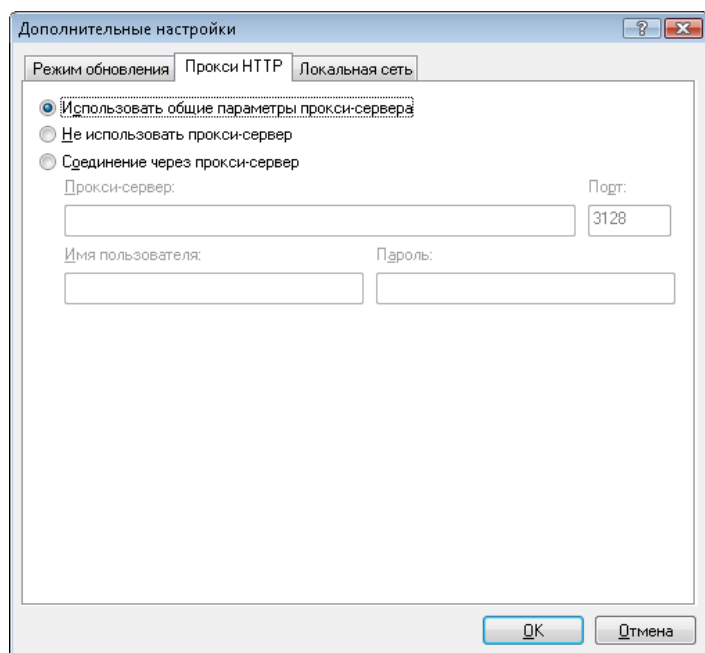 Дополнительные настройки
Режим обновления Прокси HTTP Локальная сеть
Использовать общие параметры прокси-сервера
Не использовать прокси-сервер
Соединение через прокси-сервер
Прокси-сервер: Порт:
3128
Имя пользователя: Пароль:
OK Отмена